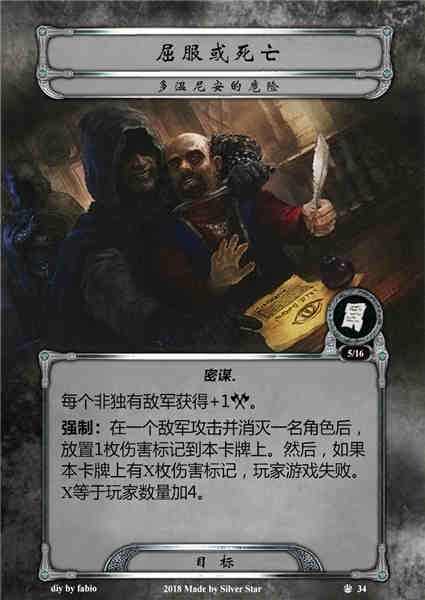 屈服或死亡
多温尼安的危险
5/16
密谋.
每个非独有敌军获得+1。
强制：在一个敌军攻击并消灭一名角色后，
放置1枚伤害标记到本卡牌上。然后，如果
本卡牌上有X枚伤害标记，玩家游戏失败。
X等于玩家数量加4。
目标
diy by fabio
2018 Made by Silver Star
34